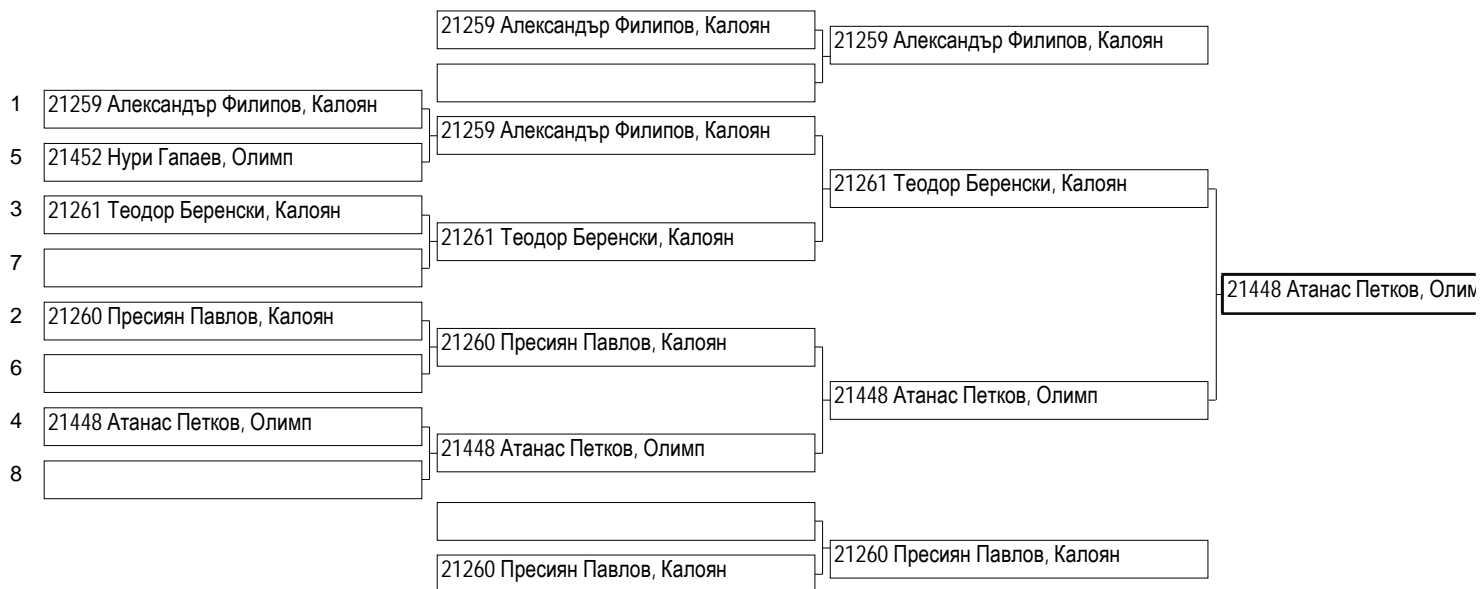 21259 Александър Филипов, Калоян
21259 Александър Филипов, Калоян
1 21259 Александър Филипов, Калоян
21259 Александър Филипов, Калоян
5 21452 Нури Гапаев, Олимп
21261 Теодор Беренски, Калоян
3 21261 Теодор Беренски, Калоян
21261 Теодор Беренски, Калоян
7
21448 Атанас Петков, Олим
2 21260 Пресиян Павлов, Калоян
21260 Пресиян Павлов, Калоян
6
21448 Атанас Петков, Олимп
4 21448 Атанас Петков, Олимп
21448 Атанас Петков, Олимп
8
21260 Пресиян Павлов, Калоян
21260 Пресиян Павлов, Калоян